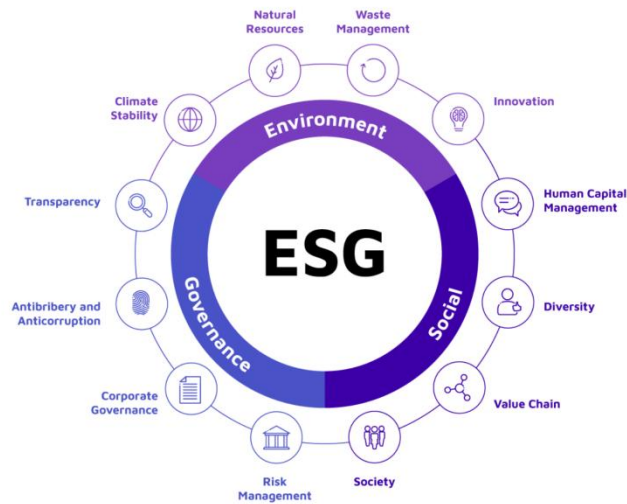 Natural
Resources
Waste
Management
Climate
Stability
Innovation
Environment
Transparency
Human Capital
Management
ESG
Antibribery and
Anticorruption
Governance
Social
Diversity
Corporate
Governance
Value Chain
Risk
Management
Society